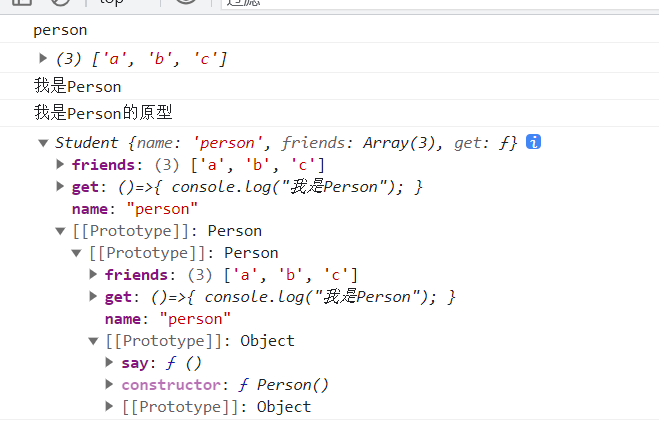 top
过滤
person
(3) ['a', 'b', 'c']
我是Person
我是Person的原型
Student {name: 'person', friends: Array(3), get: ƒ} i
friends: (3) ['a', 'b', 'c']
get: ()=>{ console.log("我是Person"); }
name: "person"
[[Prototype]]: Person
[[Prototype]]: Person
friends: (3) ['a', 'b', 'c']
get: ()=>{ console.log("我是Person"); }
name: "person"
[[Prototype]]: Object
say: ƒ ()
constructor: ƒ Person()
[[Prototype]]: Object